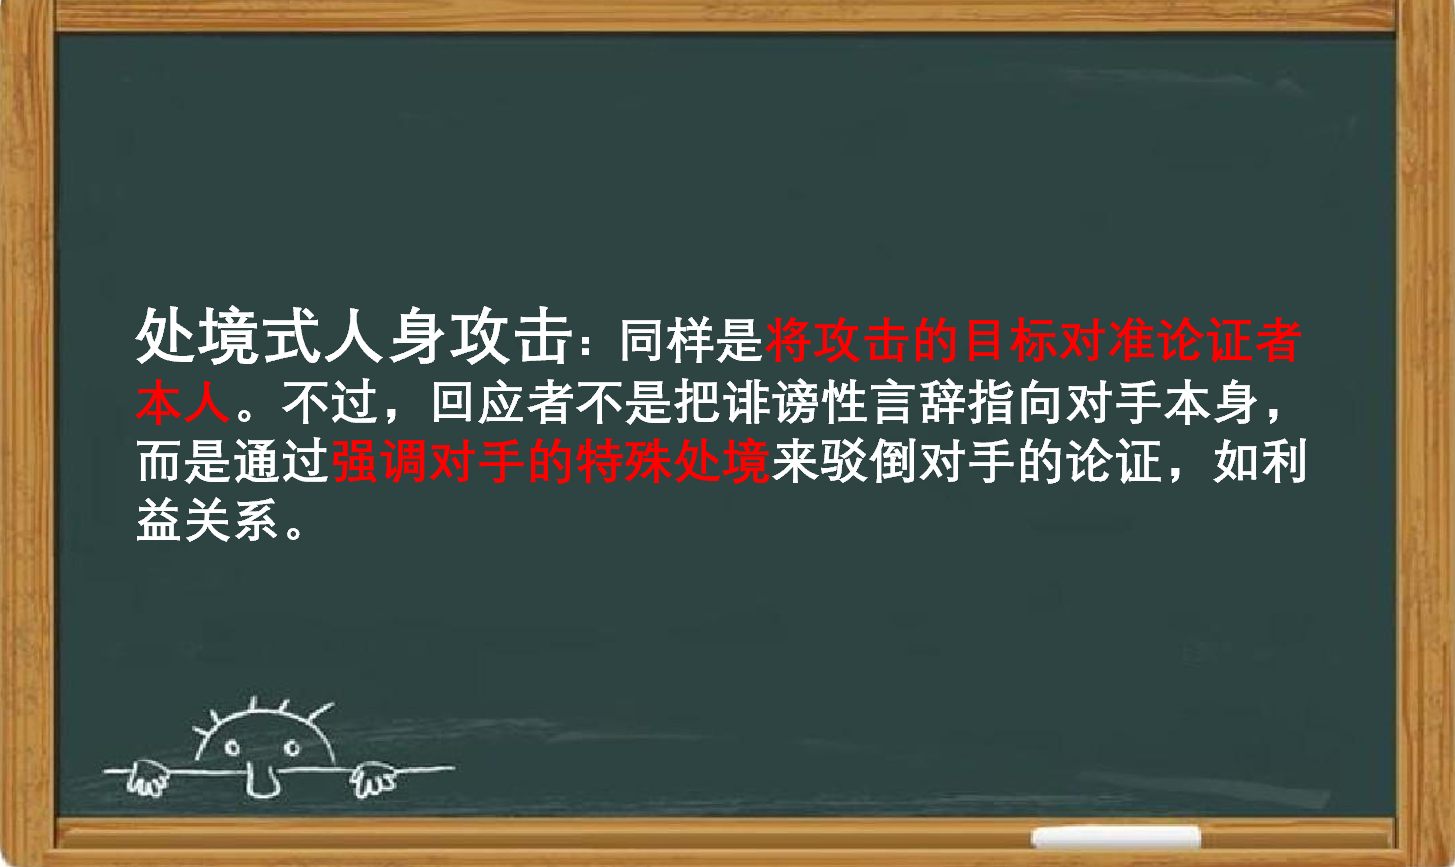 处境式人身攻击：同样是将攻击的目标对准论证者
本人。不过，回应者不是把诽谤性言辞指向对手本身，
而是通过强调对手的特殊处境来驳倒对手的论证，如利
益关系。